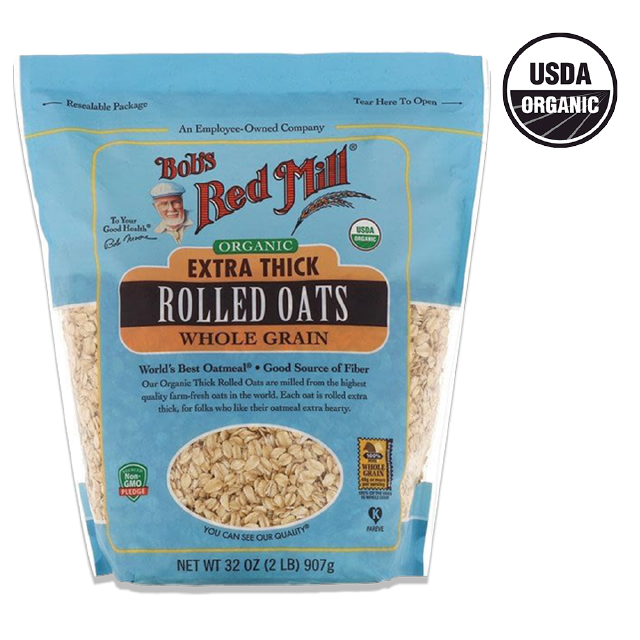 USDA
ORGANIC
Resealable Package
Tear Here To Open
An Employee-Owned Company
Bob's
Red Mill®
To Your
Good Health®
Bob Moore
USDA
ORGANIC
ORGANIC
EXTRA THICK
ROLLED OATS
WHOLE GRAIN
World's Best Oatmeal® • Good Source of Fiber
Our Organic Thick Rolled Oats are milled from the highest
quality farm-fresh oats in the world. Each oat is rolled extra
thick, for folks who like their oatmeal extra hearty.
Non-
GMO
PLEDGE
100%
WHOLE
GRAIN
K
PAREVE
YOU CAN SEE OUR QUALITY®
NET WT 32 OZ (2 LB) 907g